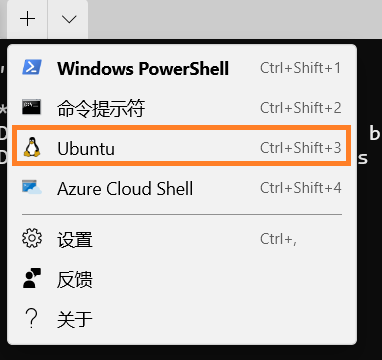 Windows PowerShell Ctrl+Shift+1
命令提示符 Ctrl+Shift+2
Ubuntu Ctrl+Shift+3
Azure Cloud Shell Ctrl+Shift+4
设置 Ctrl+,
反馈
关于